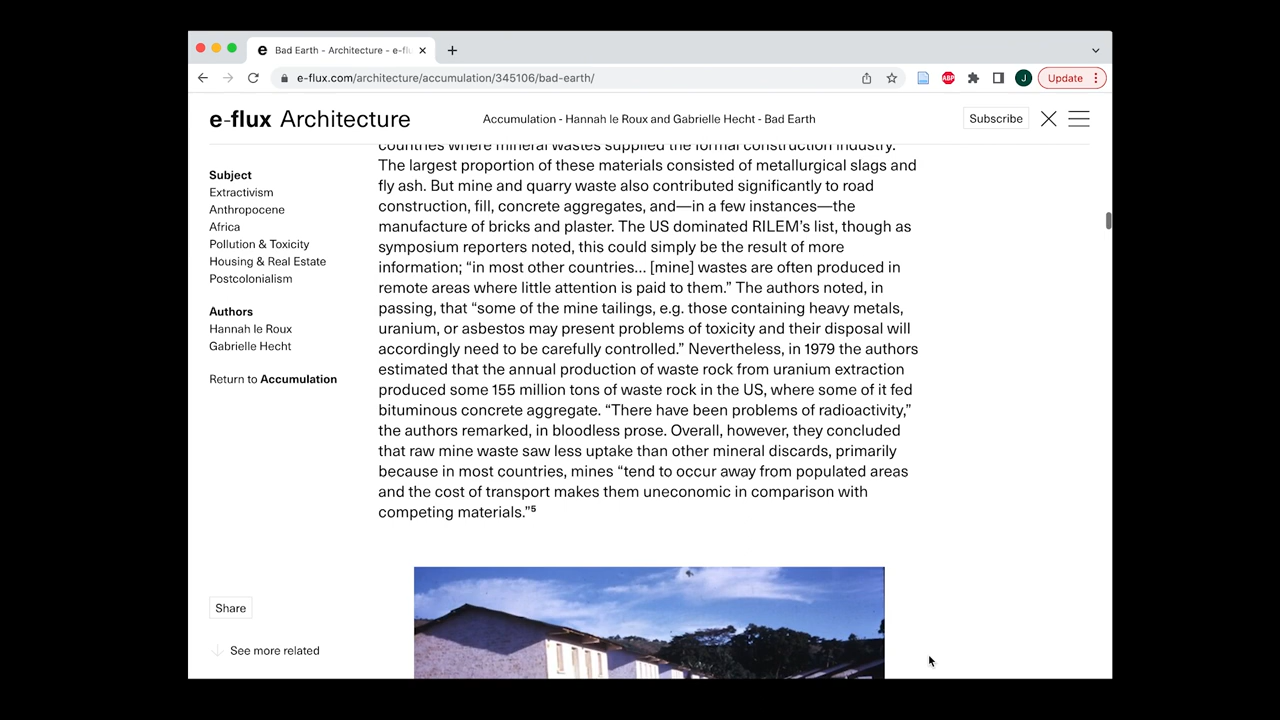 Bad Earth - Architecture - e-fl
e-flux.com/architecture/accumulation/345106/bad-earth/
ABP
J
Update
e-flux Architecture
Accumulation - Hannah le Roux and Gabrielle Hecht - Bad Earth
Subscribe
Subject
Extractivism
Anthropocene
Africa
Pollution & Toxicity
Housing & Real Estate
Postcolonialism
Authors
Hannah le Roux
Gabrielle Hecht
Return to Accumulation
Share
See more related
countries where mineral wastes supplied the formal construction industry.
The largest proportion of these materials consisted of metallurgical slags and
fly ash. But mine and quarry waste also contributed significantly to road
construction, fill, concrete aggregates, and—in a few instances—the
manufacture of bricks and plaster. The US dominated RILEM’s list, though as
symposium reporters noted, this could simply be the result of more
information; “in most other countries… [mine] wastes are often produced in
remote areas where little attention is paid to them.” The authors noted, in
passing, that “some of the mine tailings, e.g. those containing heavy metals,
uranium, or asbestos may present problems of toxicity and their disposal will
accordingly need to be carefully controlled.” Nevertheless, in 1979 the authors
estimated that the annual production of waste rock from uranium extraction
produced some 155 million tons of waste rock in the US, where some of it fed
bituminous concrete aggregate. “There have been problems of radioactivity,”
the authors remarked, in bloodless prose. Overall, however, they concluded
that raw mine waste saw less uptake than other mineral discards, primarily
because in most countries, mines “tend to occur away from populated areas
and the cost of transport makes them uneconomic in comparison with
competing materials.”5